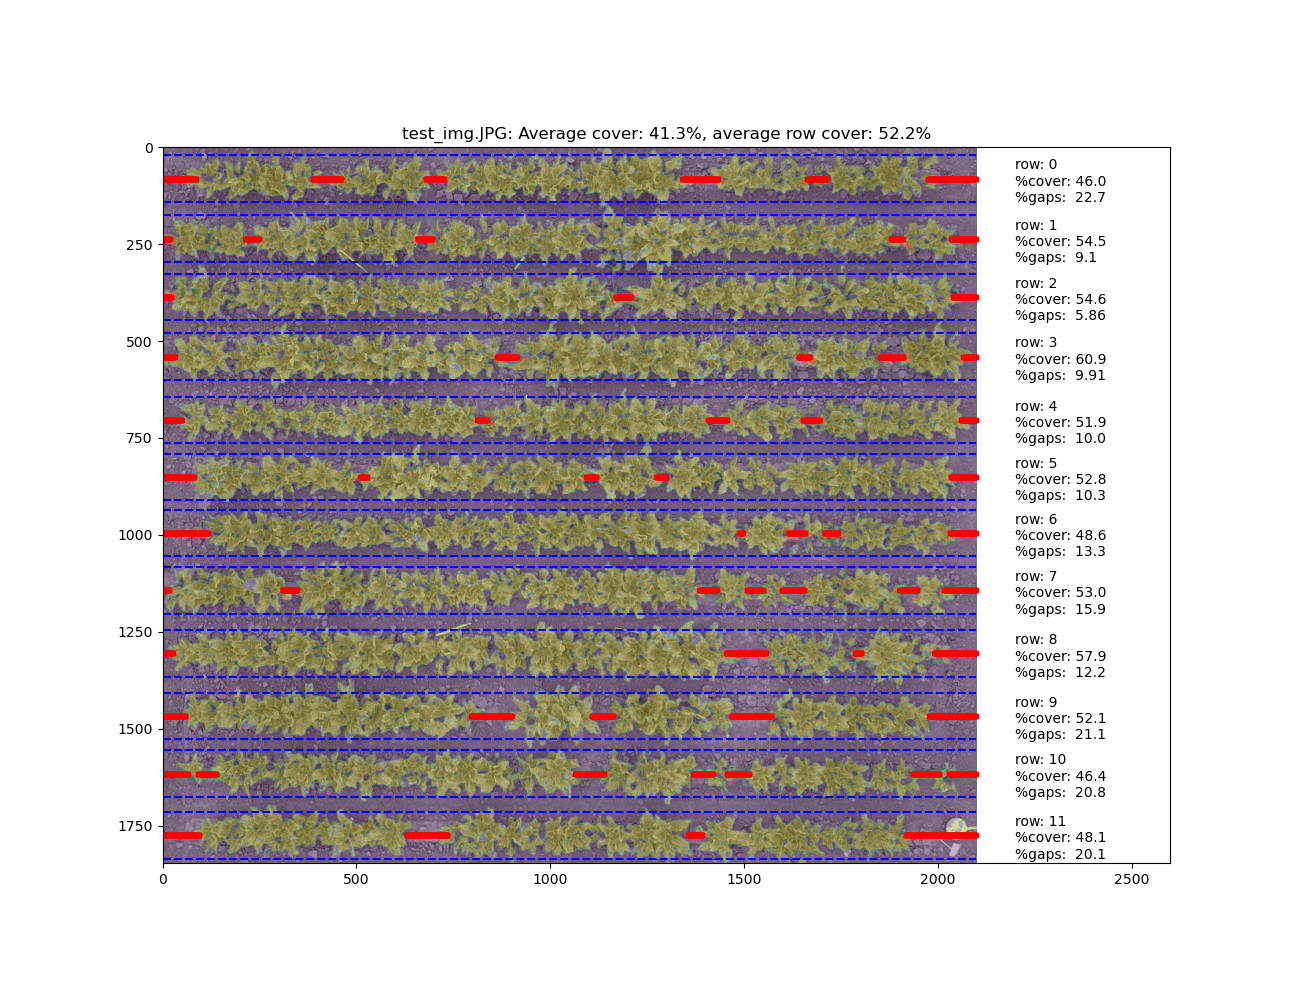 test_img.JPG: Average cover: 41.3%, average row cover: 52.2%
0
250
500
750
1000
1250
1500
1750
row: 0
%cover: 46.0
%gaps: 22.7
row: 1
%cover: 54.5
%gaps: 9.1
row: 2
%cover: 54.6
%gaps: 5.86
row: 3
%cover: 60.9
%gaps: 9.91
row: 4
%cover: 51.9
%gaps: 10.0
row: 5
%cover: 52.8
%gaps: 10.3
row: 6
%cover: 48.6
%gaps: 13.3
row: 7
%cover: 53.0
%gaps: 15.9
row: 8
%cover: 57.9
%gaps: 12.2
row: 9
%cover: 52.1
%gaps: 21.1
row: 10
%cover: 46.4
%gaps: 20.8
row: 11
%cover: 48.1
%gaps: 20.1
0 500 1000 1500 2000 2500